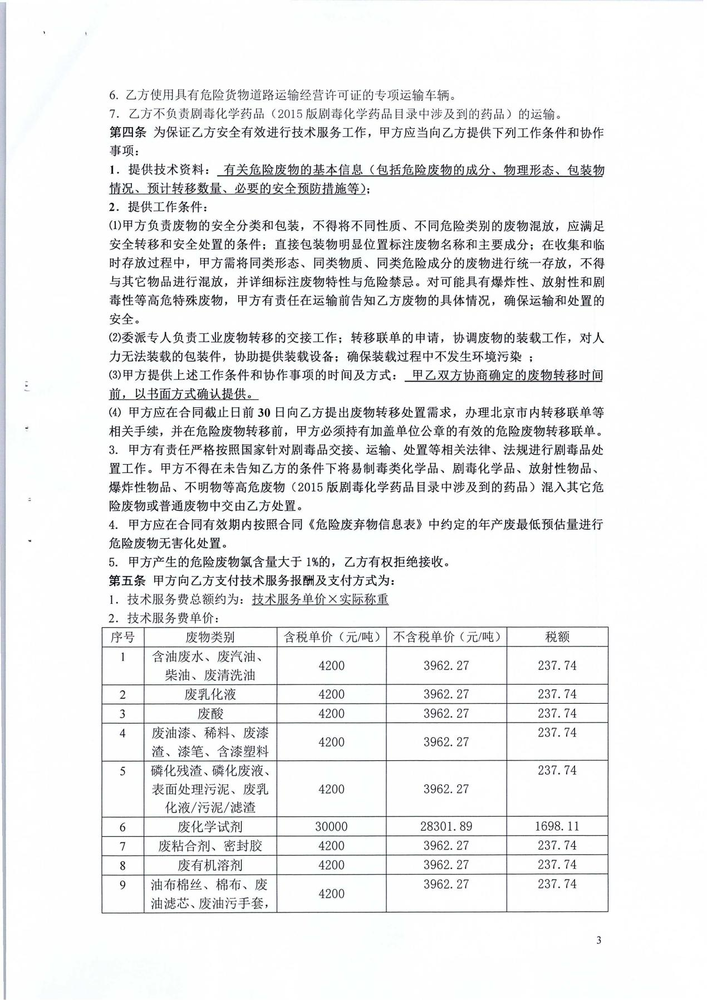 6. 乙方使用具有危险货物道路运输经营许可证的专项运输车辆。
7. 乙方不负责剧毒化学药品（2015版剧毒化学药品目录中涉及到的药品）的运输。
第四条 为保证乙方安全有效进行技术服务工作，甲方应当向乙方提供下列工作条件和协作
事项：
1. 提供技术资料： 有关危险废物的基本信息（包括危险废物的成分、物理形态、包装物
情况、预计转移数量、必要的安全预防措施等）；
2. 提供工作条件：
⑴甲方负责废物的安全分类和包装，不得将不同性质、不同危险类别的废物混放，应满足
安全转移和安全处置的条件；直接包装物明显位置标注废物名称和主要成分；在收集和临
时存放过程中，甲方需将同类形态、同类物质、同类危险成分的废物进行统一存放，不得
与其它物品进行混放，并详细标注废物特性与危险禁忌。对可能具有爆炸性、放射性和剧
毒性等高危特殊废物，甲方有责任在运输前告知乙方废物的具体情况，确保运输和处置的
安全。
⑵委派专人负责工业废物转移的交接工作；转移联单的申请，协调废物的装载工作，对人
力无法装载的包装件，协助提供装载设备；确保装载过程中不发生环境污染 ；
⑶甲方提供上述工作条件和协作事项的时间及方式： 甲乙双方协商确定的废物转移时间
前，以书面方式确认提供。
⑷ 甲方应在合同截止日前 30 日向乙方提出废物转移处置需求，办理北京市内转移联单等
相关手续，并在危险废物转移前，甲方必须持有加盖单位公章的有效的危险废物转移联单。
3. 甲方有责任严格按照国家针对剧毒品交接、运输、处置等相关法律、法规进行剧毒品处
置工作。甲方不得在未告知乙方的条件下将易制毒类化学品、剧毒化学品、放射性物品、
爆炸性物品、不明物等高危废物（2015版剧毒化学药品目录中涉及到的药品）混入其它危
险废物或普通废物中交由乙方处置。
4. 甲方应在合同有效期内按照合同《危险废弃物信息表》中约定的年产废最低预估量进行
危险废物无害化处置。
5. 甲方产生的危险废物氯含量大于 1%的，乙方有权拒绝接收。
第五条 甲方向乙方支付技术服务报酬及支付方式为：
1. 技术服务费总额约为：技术服务单价×实际称重
2. 技术服务费单价：
序号 废物类别 含税单价（元/吨） 不含税单价（元/吨） 税额
1 含油废水、废汽油、
柴油、废清洗油 4200 3962.27 237.74
2 废乳化液 4200 3962.27 237.74
3 废酸 4200 3962.27 237.74
4 废油漆、稀料、废漆
渣、漆笔、含漆塑料 4200 3962.27 237.74
5 磷化残渣、磷化废液、
表面处理污泥、废乳
化液/污泥/滤渣 4200 3962.27 237.74
6 废化学试剂 30000 28301.89 1698.11
7 废粘合剂、密封胶 4200 3962.27 237.74
8 废有机溶剂 4200 3962.27 237.74
9 油布棉丝、棉布、废
油滤芯、废油污手套， 4200 3962.27 237.74
3